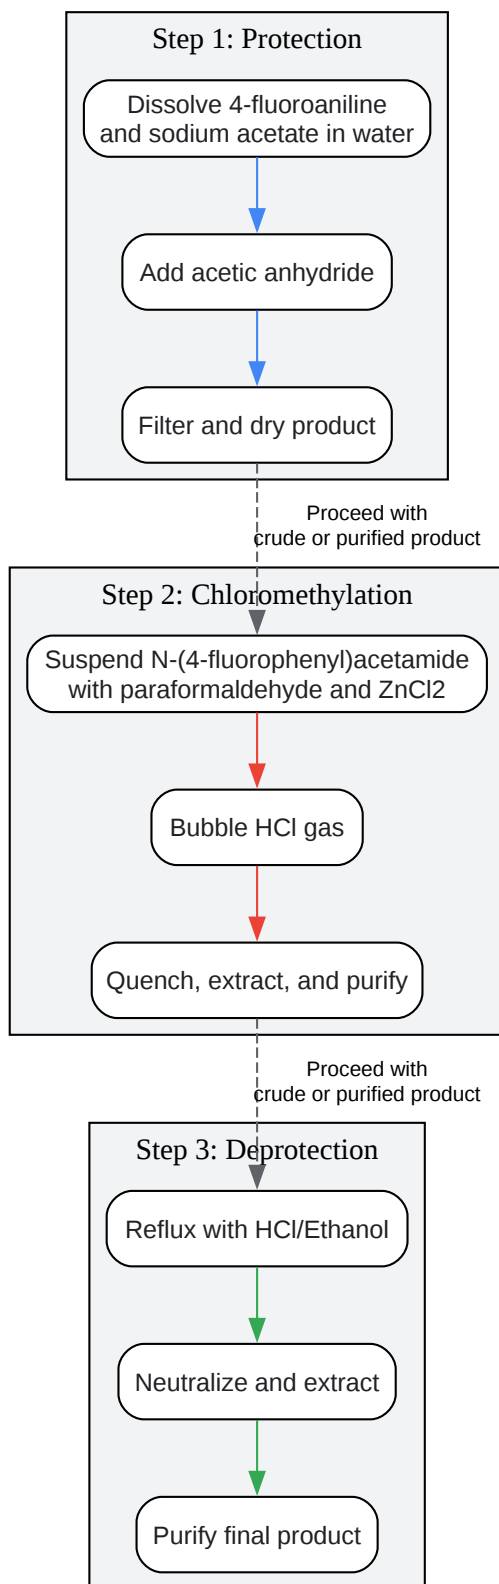 Step 1: Protection
Dissolve 4-fluoroaniline
and sodium acetate in water
Add acetic anhydride
Filter and dry product
Proceed with
crude or purified product
Step 2: Chloromethylation
Suspend N-(4-fluorophenyl)acetamide
with paraformaldehyde and ZnCl2
Bubble HCl gas
Quench, extract, and purify
Proceed with
crude or purified product
Step 3: Deprotection
Reflux with HCl/Ethanol
Neutralize and extract
Purify final product